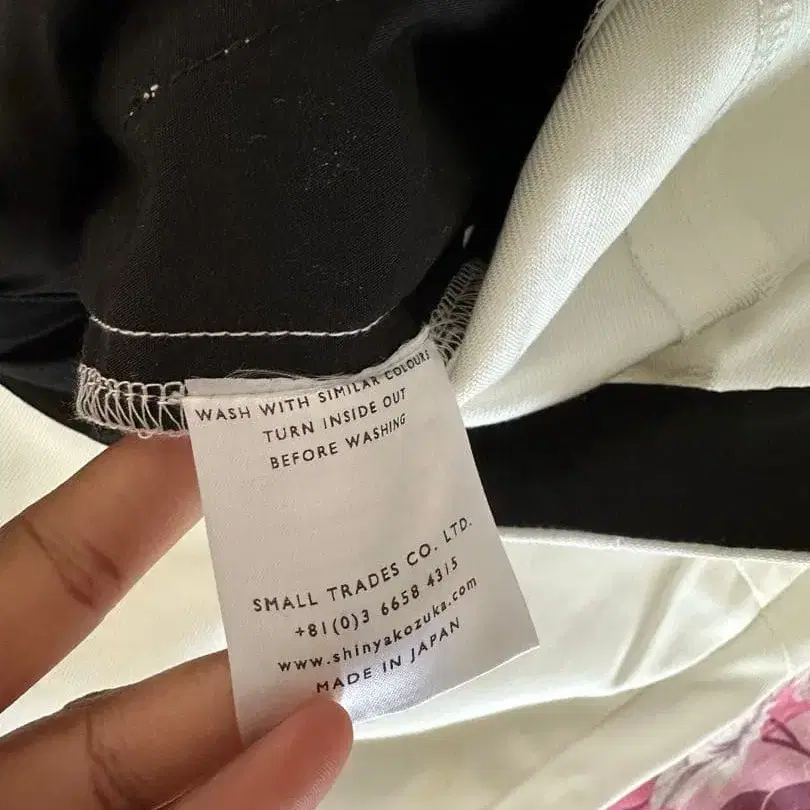 WASH WITH SIMILAR COLOURS
TURN INSIDE OUT
BEFORE WASHING
SMALL TRADES CO. LTD.
+81(0)3 6658 4315
www.shinyakozuka.com
MADE IN JAPAN